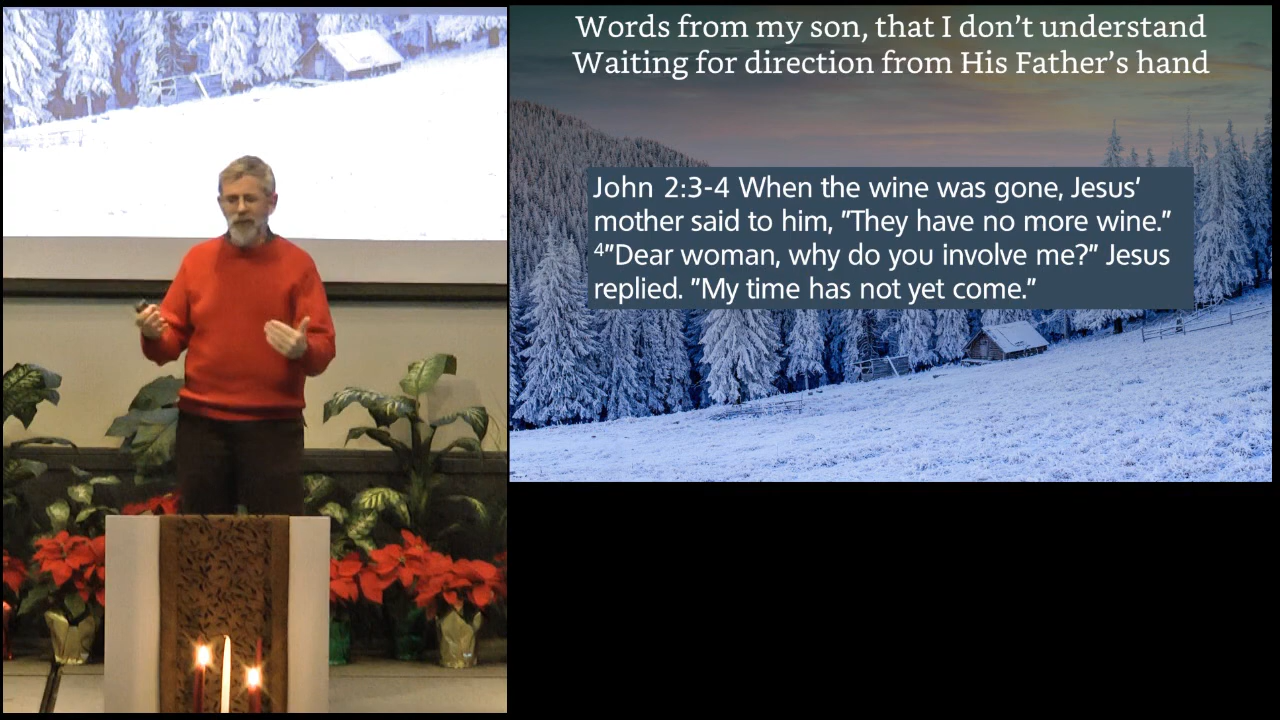 Words from my son, that I don’t understand
Waiting for direction from His Father’s hand
John 2:3-4 When the wine was gone, Jesus’
mother said to him, ”They have no more wine.”
⁴”Dear woman, why do you involve me?” Jesus
replied. ”My time has not yet come.”